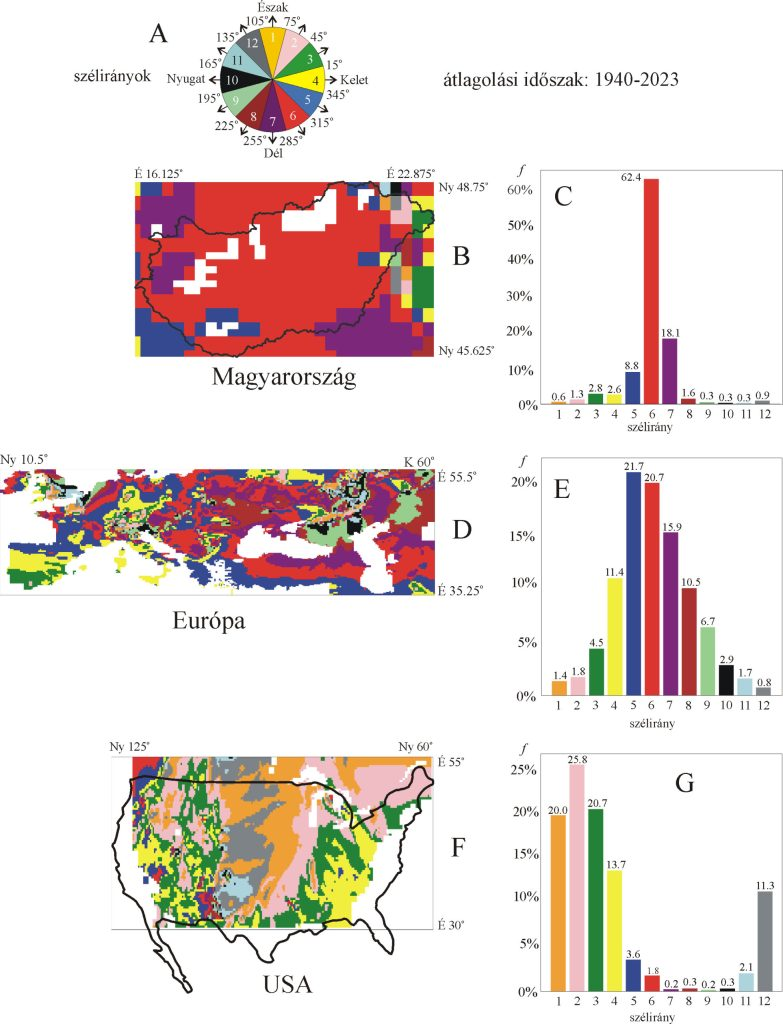 Észak
A
105°
75°
135°
45°
12
1
2
165°
11
3
15°
szélirányok
Nyugat
10
4
Kelet
átlagolási időszak: 1940-2023
195°
9
5
345°
8
7
6
225°
315°
255°
285°
Dél
É 16.125°
É 22.875°
Ny 48.75°
B
Ny 45.625°
Magyarország
f
C
60%
50%
40%
30%
20%
10%
0%
0.6
1.3
2.8
2.6
8.8
62.4
18.1
1.6
0.3
0.3
0.3
0.9
1 2 3 4 5 6 7 8 9 10 11 12
szélirány
Ny 10.5°
K 60°
É 55.5°
D
É 35.25°
Európa
f
E
20%
15%
10%
5%
0%
1.4
1.8
4.5
11.4
21.7
20.7
15.9
10.5
6.7
2.9
1.7
0.8
1 2 3 4 5 6 7 8 9 10 11 12
szélirány
Ny 125°
Ny 60°
É 55°
F
É 30°
USA
f
G
25%
20%
15%
10%
5%
0%
20.0
25.8
20.7
13.7
3.6
1.8
0.2
0.3
0.2
0.3
2.1
11.3
1 2 3 4 5 6 7 8 9 10 11 12
szélirány